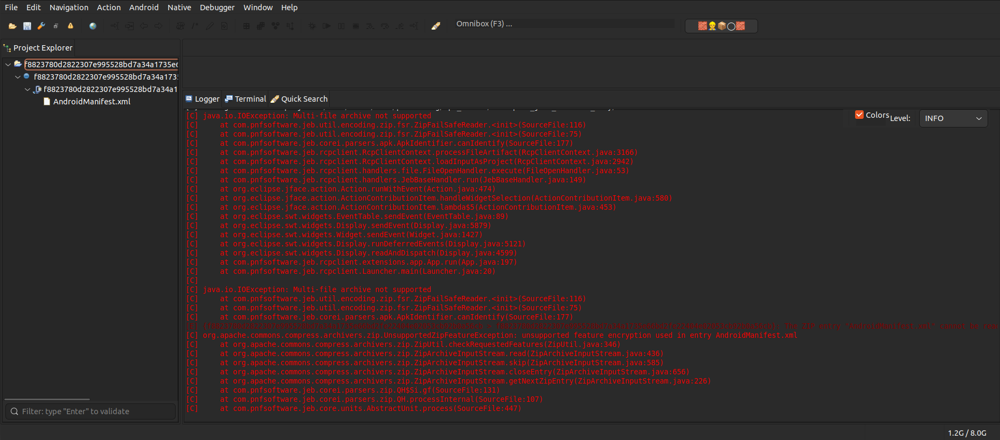 File Edit Navigation Action Android Native Debugger Window Help
Omnibox (F3) ...
Project Explorer
f8823780d2822307e995528bd7a34a1735e6
f8823780d2822307e995528bd7a34a173
f8823780d2822307e995528bd7a34a1
AndroidManifest.xml
Filter: type "Enter" to validate
Logger Terminal Quick Search
Colors Level: INFO
[C] java.io.IOException: Multi-file archive not supported
[C] at com.pnfsoftware.jeb.util.encoding.zip.fsr.ZipFailSafeReader.<init>(SourceFile:116)
[C] at com.pnfsoftware.jeb.util.encoding.zip.fsr.ZipFailSafeReader.<init>(SourceFile:75)
[C] at com.pnfsoftware.jeb.corei.parsers.apk.ApkIdentifier.canIdentify(SourceFile:177)
[C] at com.pnfsoftware.jeb.rcpclient.RcpClientContext.processFileArtifact(RcpClientContext.java:3166)
[C] at com.pnfsoftware.jeb.rcpclient.RcpClientContext.loadInputAsProject(RcpClientContext.java:2942)
[C] at com.pnfsoftware.jeb.rcpclient.handlers.file.FileOpenHandler.execute(FileOpenHandler.java:53)
[C] at com.pnfsoftware.jeb.rcpclient.handlers.JebBaseHandler.run(JebBaseHandler.java:149)
[C] at org.eclipse.jface.action.Action.runWithEvent(Action.java:474)
[C] at org.eclipse.jface.action.ActionContributionItem.handleWidgetSelection(ActionContributionItem.java:580)
[C] at org.eclipse.jface.action.ActionContributionItem.lambda$5(ActionContributionItem.java:453)
[C] at org.eclipse.swt.widgets.EventTable.sendEvent(EventTable.java:89)
[C] at org.eclipse.swt.widgets.Display.sendEvent(Display.java:5879)
[C] at org.eclipse.swt.widgets.Widget.sendEvent(Widget.java:1427)
[C] at org.eclipse.swt.widgets.Display.runDeferredEvents(Display.java:5121)
[C] at org.eclipse.swt.widgets.Display.readAndDispatch(Display.java:4599)
[C] at com.pnfsoftware.jeb.rcpclient.extensions.app.App.run(App.java:197)
[C] at com.pnfsoftware.jeb.rcpclient.Launcher.main(Launcher.java:20)
[C]
[C] java.io.IOException: Multi-file archive not supported
[C] at com.pnfsoftware.jeb.util.encoding.zip.fsr.ZipFailSafeReader.<init>(SourceFile:116)
[C] at com.pnfsoftware.jeb.util.encoding.zip.fsr.ZipFailSafeReader.<init>(SourceFile:75)
[C] at com.pnfsoftware.jeb.corei.parsers.apk.ApkIdentifier.canIdentify(SourceFile:177)
The ZIP entry "AndroidManifest.xml" cannot be
[C] org.apache.commons.compress.archivers.zip.UnsupportedZipFeatureException: unsupported feature encryption used in entry AndroidManifest.xml
[C] at org.apache.commons.compress.archivers.zip.ZipUtil.checkRequestedFeatures(ZipUtil.java:346)
[C] at org.apache.commons.compress.archivers.zip.ZipArchiveInputStream.read(ZipArchiveInputStream.java:436)
[C] at org.apache.commons.compress.archivers.zip.ZipArchiveInputStream.skip(ZipArchiveInputStream.java:585)
[C] at org.apache.commons.compress.archivers.zip.ZipArchiveInputStream.closeEntry(ZipArchiveInputStream.java:656)
[C] at org.apache.commons.compress.archivers.zip.ZipArchiveInputStream.getNextZipEntry(ZipArchiveInputStream.java:226)
[C] at com.pnfsoftware.jeb.corei.parsers.zip.QH$Si.gf(SourceFile:131)
[C] at com.pnfsoftware.jeb.corei.parsers.zip.QH.processInternal(SourceFile:107)
[C] at com.pnfsoftware.jeb.core.units.AbstractUnit.process(SourceFile:447)
1.2G / 8.0G